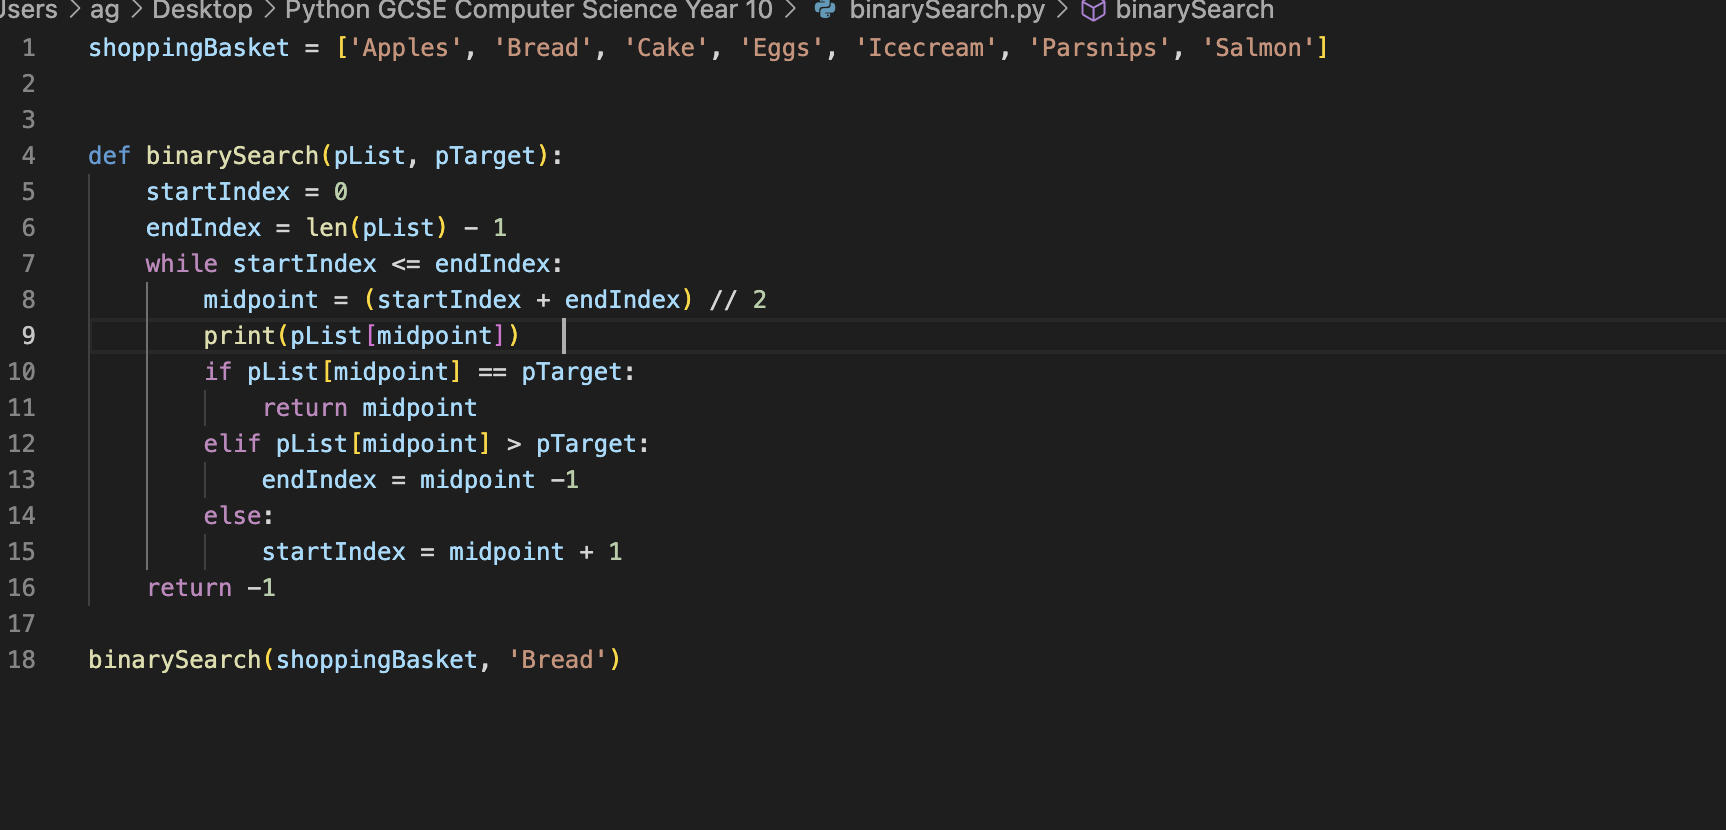 Users > ag > Desktop > Python GCSE Computer Science Year 10 > binarySearch.py > binarySearch
1 shoppingBasket = ['Apples', 'Bread', 'Cake', 'Eggs', 'Icecream', 'Parsnips', 'Salmon']
2
3
4 def binarySearch(pList, pTarget):
5     startIndex = 0
6     endIndex = len(pList) - 1
7     while startIndex <= endIndex:
8         midpoint = (startIndex + endIndex) // 2
9         print(pList[midpoint])
10         if pList[midpoint] == pTarget:
11             return midpoint
12         elif pList[midpoint] > pTarget:
13             endIndex = midpoint -1
14         else:
15             startIndex = midpoint + 1
16     return -1
17
18 binarySearch(shoppingBasket, 'Bread')